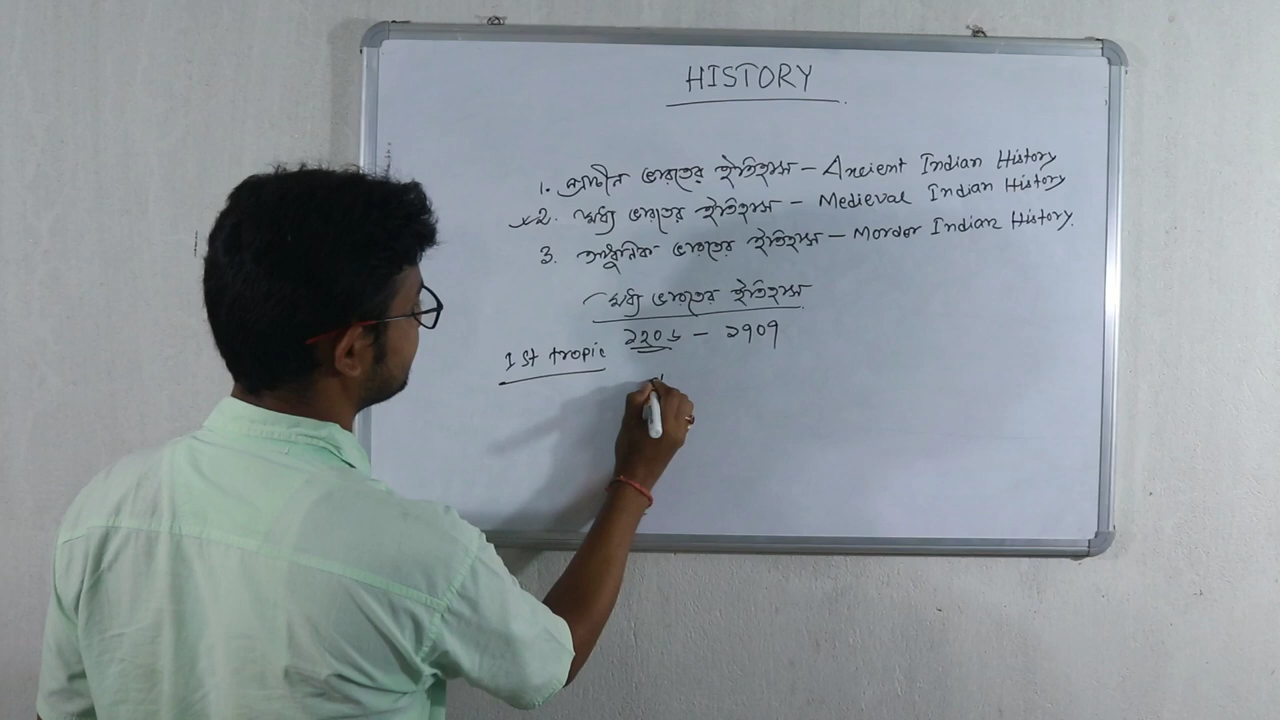 HISTORY
1. প্রাচীন ভারতের ইতিহাস – Ancient Indian History
2. মধ্য ভারতের ইতিহাস – Medieval Indian History
3. আধুনিক ভারতের ইতিহাস – Mordor Indian History.
মধ্য ভারতের ইতিহাস
১২০৬ – ১৭০৭
1st tropic